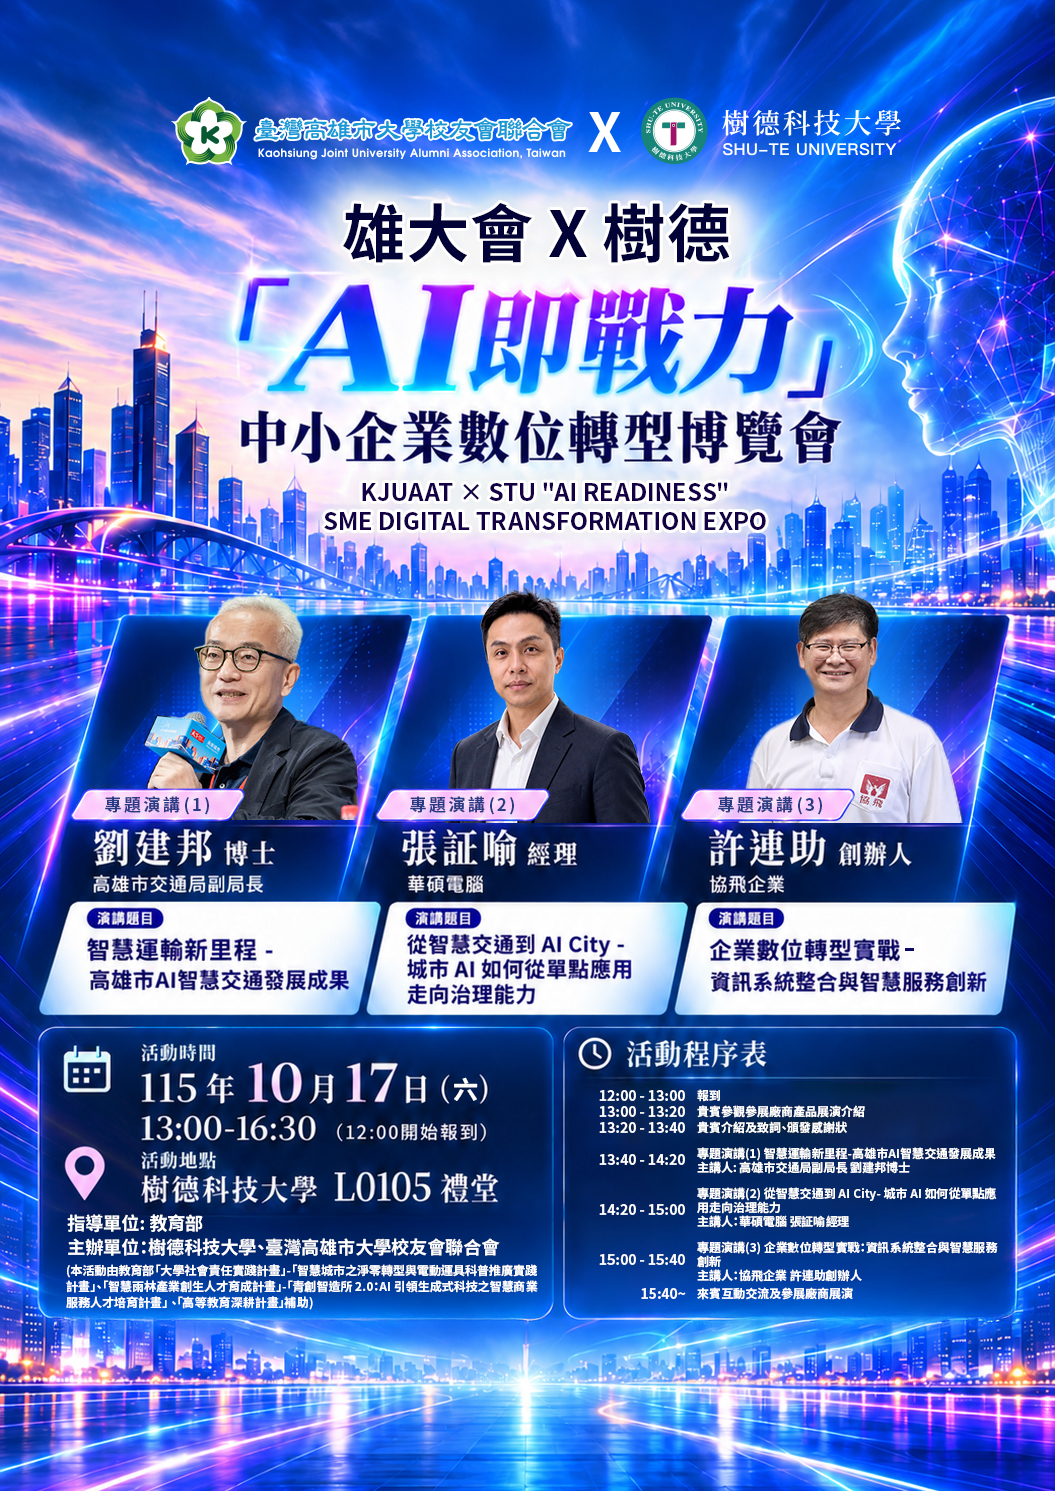 臺灣高雄市大學校友會聯合會
Kaohsiung Joint University Alumni Association, Taiwan
X
SHU-TE UNIVERSITY
樹德科技大學
樹德科技大學
SHU-TE UNIVERSITY
雄大會 X 樹德
「AI即戰力」
中小企業數位轉型博覽會
KJUAAT × STU "AI READINESS"
SME DIGITAL TRANSFORMATION EXPO
專題演講(1)
劉建邦 博士
高雄市交通局副局長
演講題目
智慧運輸新里程 -
高雄市AI智慧交通發展成果
專題演講(2)
張証喻 經理
華碩電腦
演講題目
從智慧交通到 AI City -
城市 AI 如何從單點應用
走向治理能力
協飛
專題演講(3)
許連助 創辦人
協飛企業
演講題目
企業數位轉型實戰-
資訊系統整合與智慧服務創新
活動時間
115 年 10 月 17 日 (六)
13:00-16:30 (12:00開始報到)
活動地點
樹德科技大學 L0105 禮堂
指導單位: 教育部
主辦單位:樹德科技大學、臺灣高雄市大學校友會聯合會
(本活動由教育部「大學社會責任實踐計畫」-「智慧城市之淨零轉型與電動運具科普推廣實踐
計畫」、「智慧雨林產業創生人才育成計畫」-「青創智造所 2.0:AI 引領生成式科技之智慧商業
服務人才培育計畫」、「高等教育深耕計畫」補助)
活動程序表
12:00 - 13:00 報到
13:00 - 13:20 貴賓參觀參展廠商產品展演介紹
13:20 - 13:40 貴賓介紹及致詞、頒發感謝狀
13:40 - 14:20 專題演講(1) 智慧運輸新里程-高雄市AI智慧交通發展成果
主講人: 高雄市交通局副局長 劉建邦博士
14:20 - 15:00 專題演講(2) 從智慧交通到 AI City- 城市 AI 如何從單點應
用走向治理能力
主講人:華碩電腦 張証喻經理
15:00 - 15:40 專題演講(3) 企業數位轉型實戰:資訊系統整合與智慧服務
創新
主講人:協飛企業 許連助創辦人
15:40~ 來賓互動交流及參展廠商展演